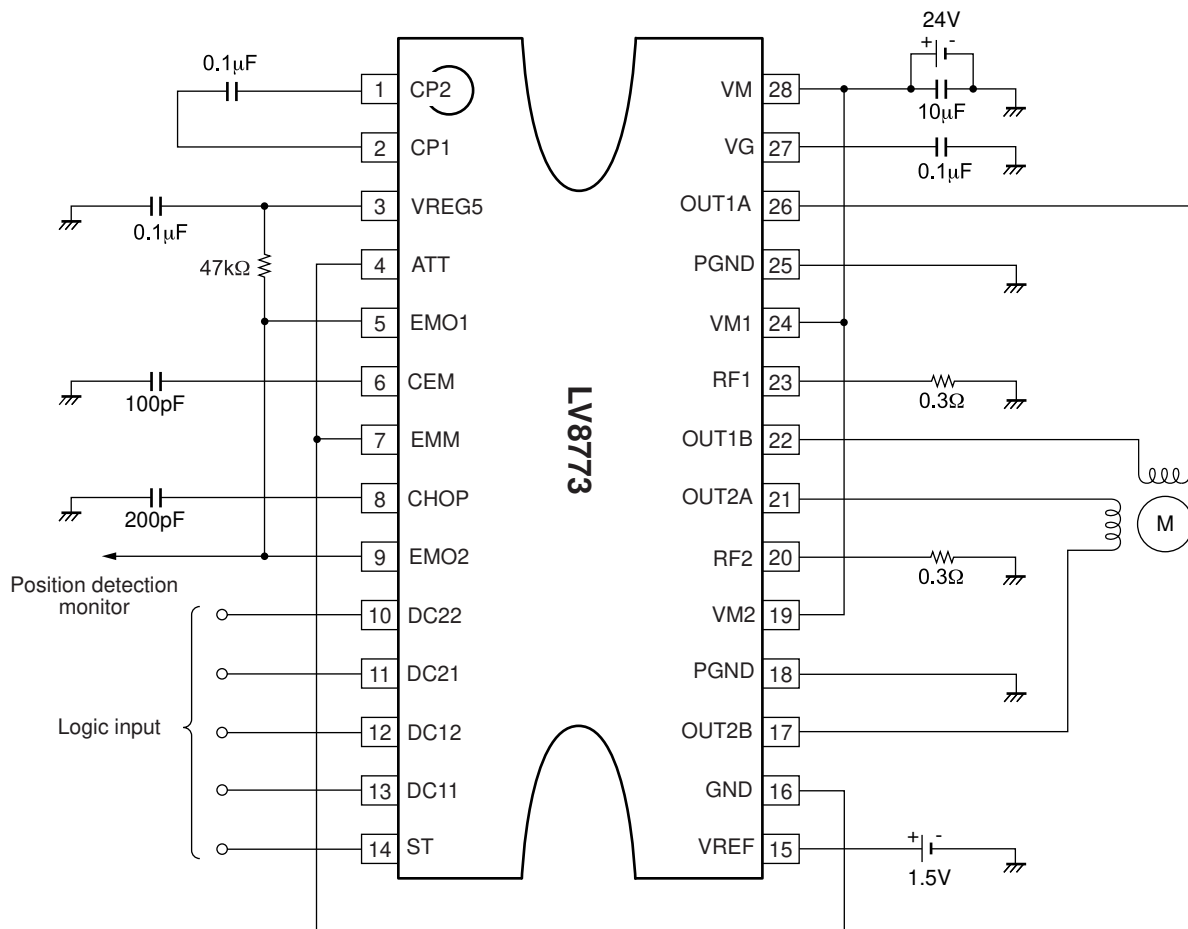 24V
+ -
0.1μF
1 CP2
VM 28
10μF
2 CP1
VG 27
0.1μF
3 VREG5
OUT1A 26
0.1μF
47kΩ
4 ATT
PGND 25
5 EMO1
VM1 24
6 CEM
RF1 23
100pF
0.3Ω
LV8773
7 EMM
OUT1B 22
8 CHOP
OUT2A 21
200pF
M
9 EMO2
RF2 20
Position detection
monitor
0.3Ω
10 DC22
VM2 19
11 DC21
PGND 18
Logic input
12 DC12
OUT2B 17
13 DC11
GND 16
14 ST
VREF 15
+ -
1.5V